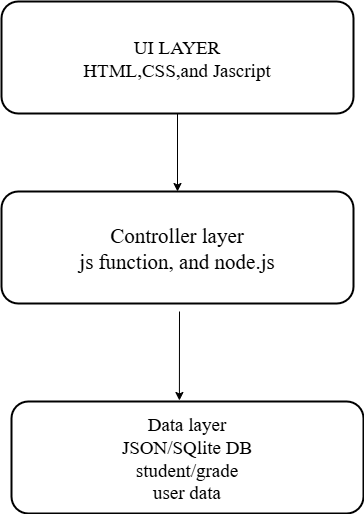 UI LAYER
HTML,CSS,and Jascript
Controller layer
js function, and node.js
Data layer
JSON/SQlite DB
student/grade
user data